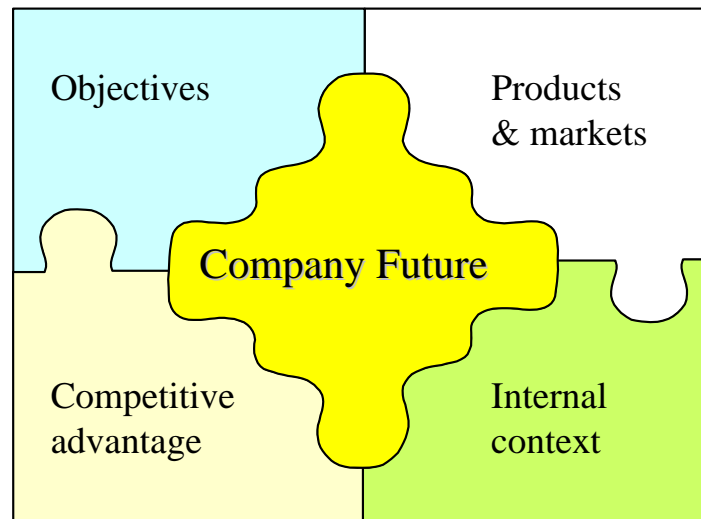 Objectives
Products
& markets
Company Future
Competitive
advantage
Internal
context